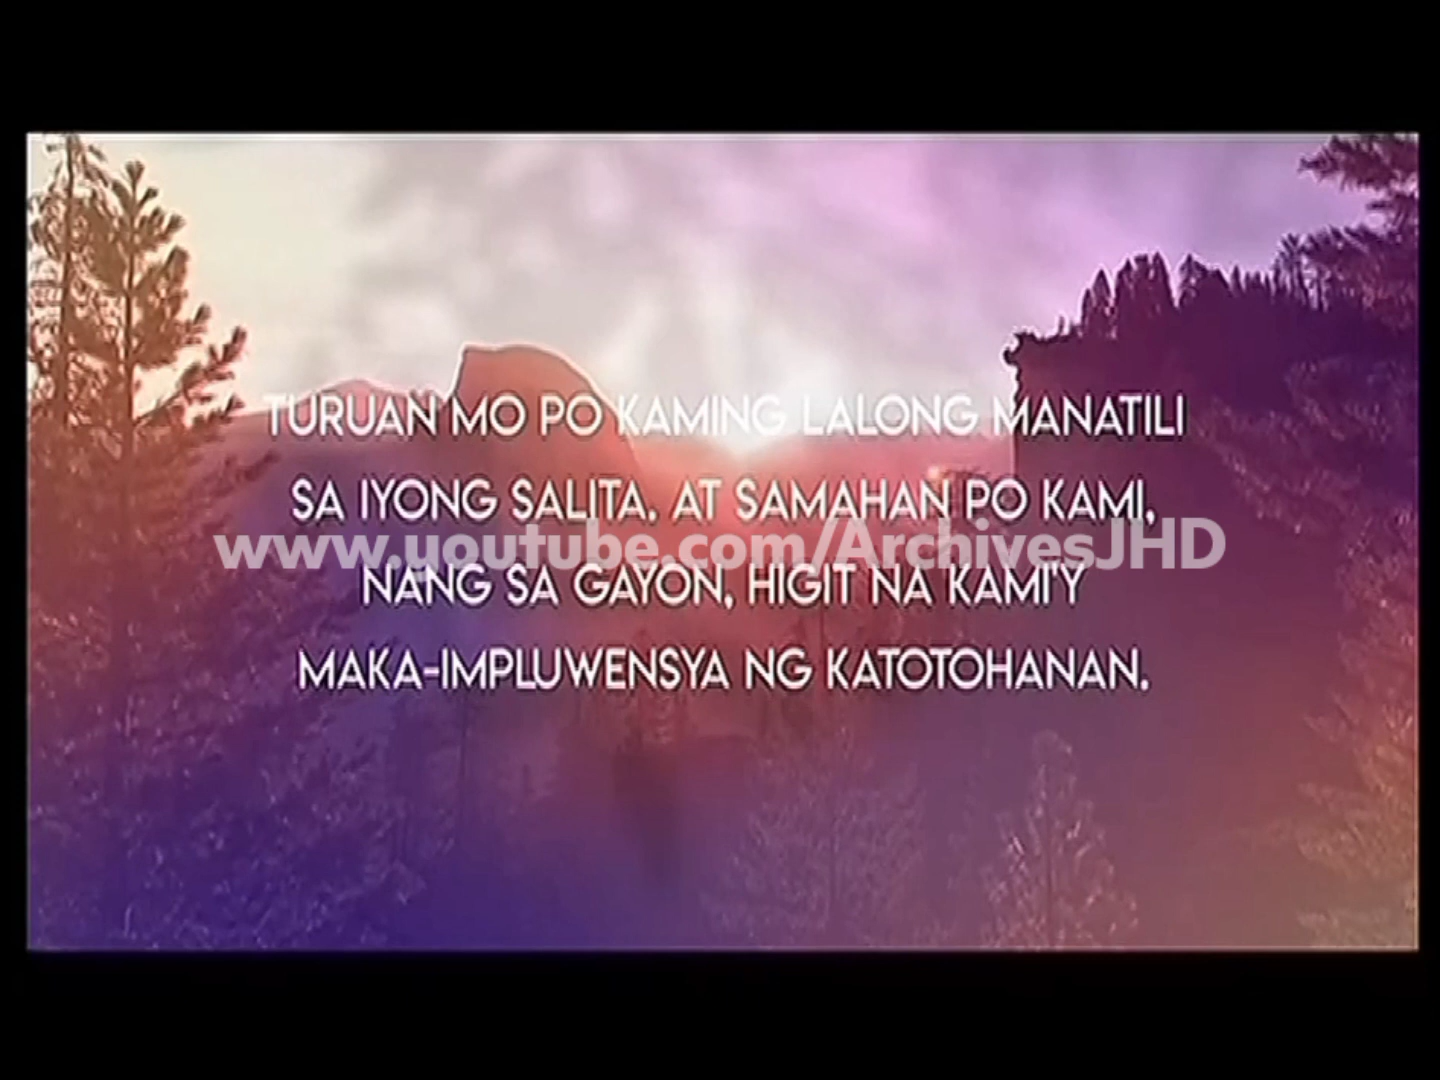 TURUAN MO PO KAMING LALONG MANATILI
SA IYONG SALITA, AT SAMAHAN PO KAMI,
www.youtube.com/ArchivesJHD
NANG SA GAYON, HIGIT NA KAMI'Y
MAKA-IMPLUWENSYA NG KATOTOHANAN.